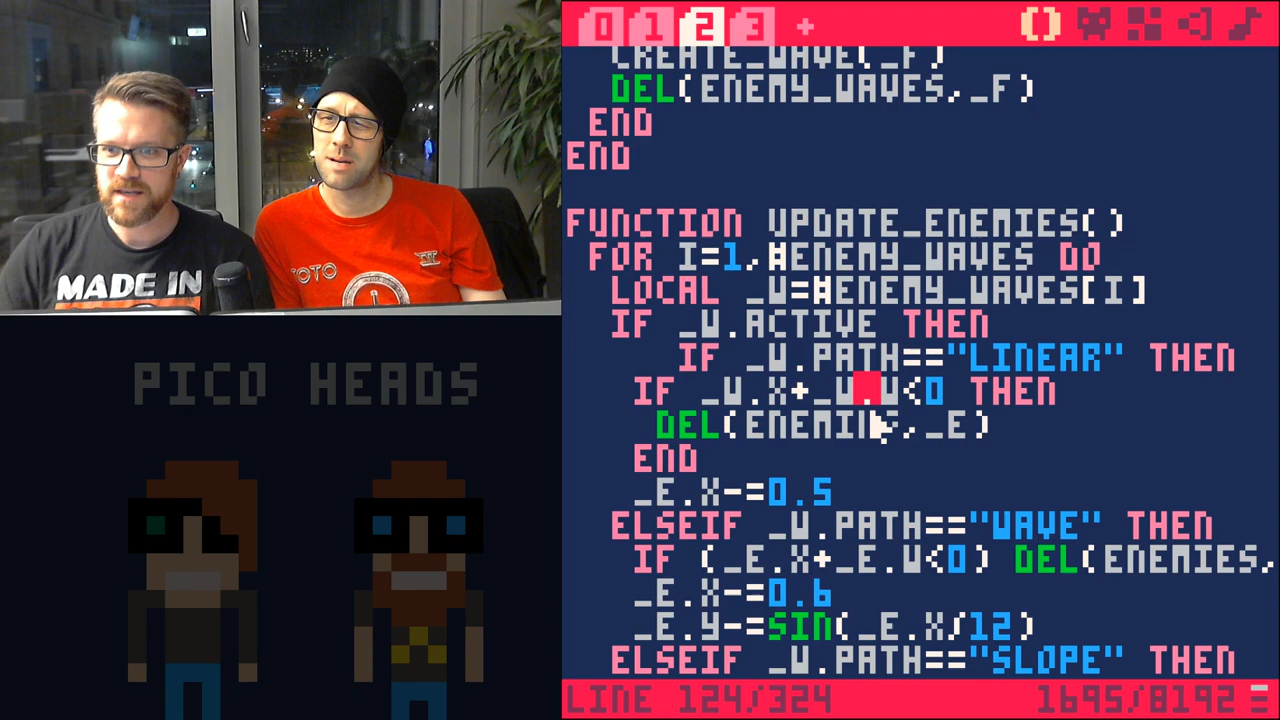 0 1 2 3 +
CREATE_WAVE(_F)
DEL(ENEMY_WAVES,_F)
END
END
FUNCTION UPDATE_ENEMIES()
FOR I=1,#ENEMY_WAVES DO
LOCAL _W=#ENEMY_WAVES[I]
IF _W.ACTIVE THEN
IF _W.PATH=="LINEAR" THEN
IF _W.X+_W.W<0 THEN
DEL(ENEMIES,_E)
END
_E.X-=0.5
ELSEIF _W.PATH=="WAVE" THEN
IF (_E.X+_E.W<0) DEL(ENEMIES,
_E.X-=0.6
_E.Y-=SIN(_E.X/12)
ELSEIF _W.PATH=="SLOPE" THEN
LINE 124/324 1695/8192
MADE IN
TOTO
PICO HEADS